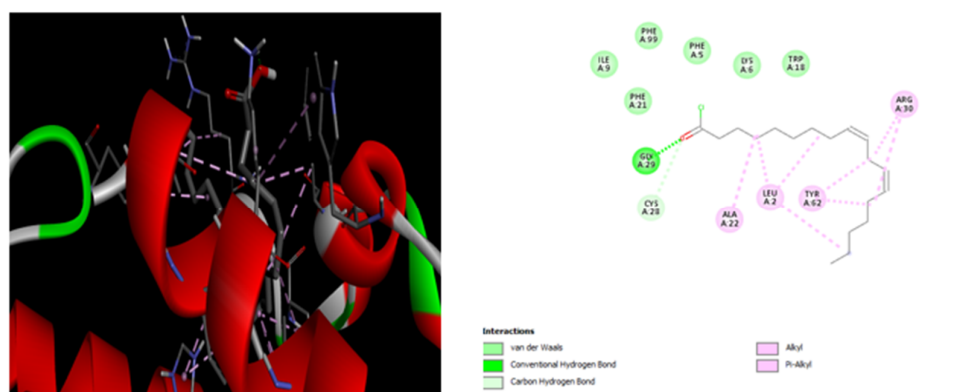 PHE
A:99
PHE
A:5
ILE
A:9
LYS
A:6
TRP
A:18
PHE
A:21
ARG
A:30
Cl
GLY
A:29
CYS
A:28
ALA
A:22
LEU
A:2
TYR
A:62
Interactions
van der Waals
Conventional Hydrogen Bond
Carbon Hydrogen Bond
Alkyl
Pi-Alkyl